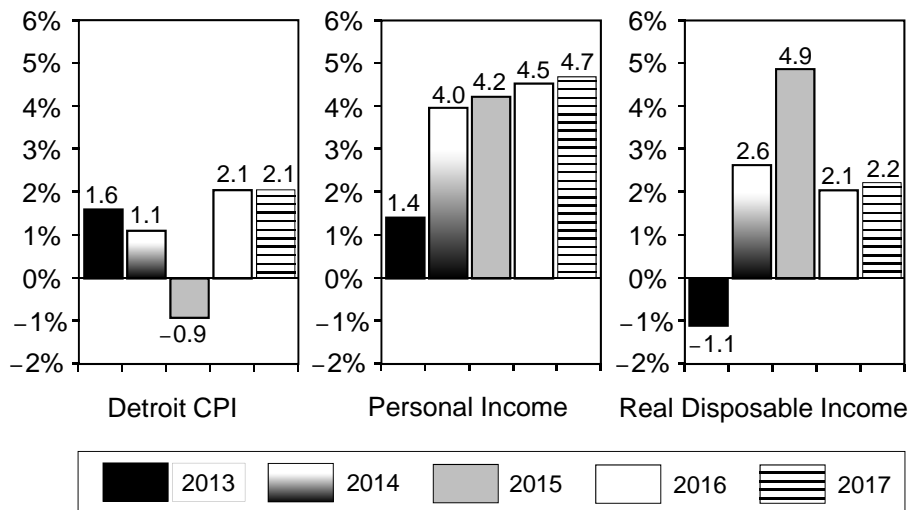 6% 6% 6%
5% 5% 5%
4% 4% 4%
3% 3% 3%
2% 2% 2%
1% 1% 1%
0% 0% 0%
−1% −1% −1%
−2% −2% −2%
1.6 1.1 −0.9 2.1 2.1
1.4 4.0 4.2 4.5 4.7
−1.1 2.6 4.9 2.1 2.2
Detroit CPI Personal Income Real Disposable Income
2013 2014 2015 2016 2017